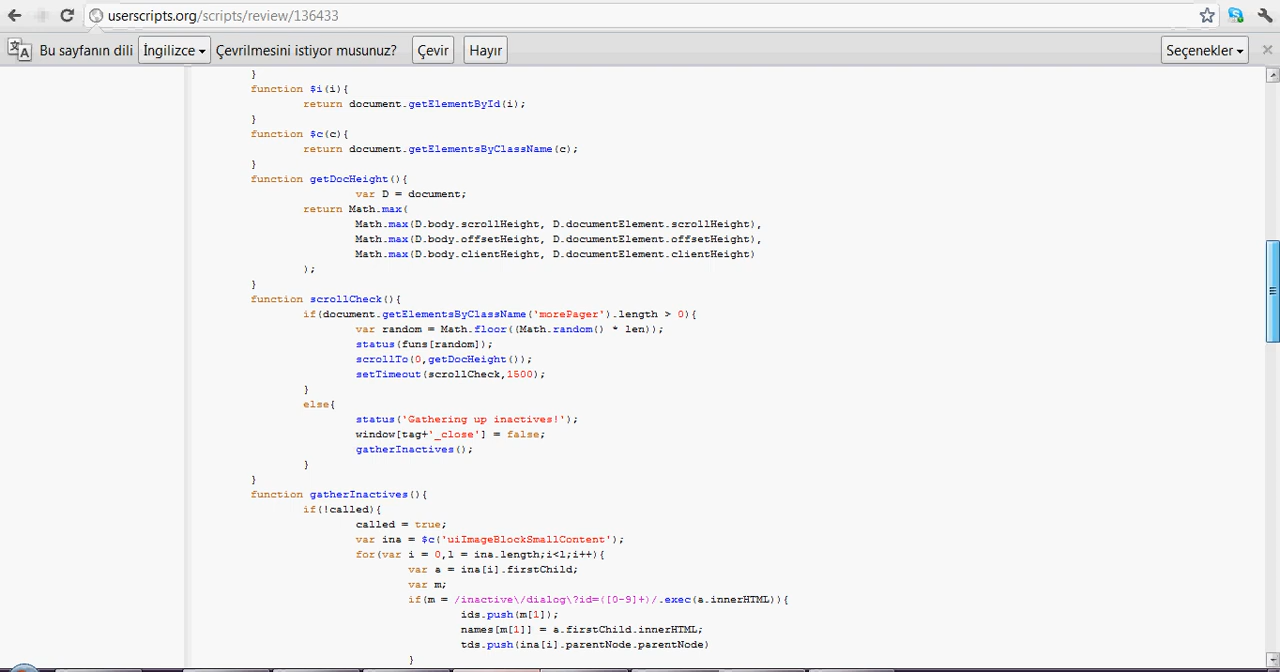 userscripts.org/scripts/review/136433
Bu sayfanın dili İngilizce Çevrilmesini istiyor musunuz? Çevir Hayır Seçenekler
}
function $i(i){
return document.getElementById(i);
}
function $c(c){
return document.getElementsByClassName(c);
}
function getDocHeight(){
var D = document;
return Math.max(
Math.max(D.body.scrollHeight, D.documentElement.scrollHeight),
Math.max(D.body.offsetHeight, D.documentElement.offsetHeight),
Math.max(D.body.clientHeight, D.documentElement.clientHeight)
);
}
function scrollCheck(){
if(document.getElementsByClassName('morePager').length > 0){
var random = Math.floor((Math.random() * len));
status(funs[random]);
scrollTo(0,getDocHeight());
setTimeout(scrollCheck,1500);
}
else{
status('Gathering up inactives!');
window[tag+'_close'] = false;
gatherInactives();
}
}
function gatherInactives(){
if(!called){
called = true;
var ina = $c('uiImageBlockSmallContent');
for(var i = 0,l = ina.length;i<l;i++){
var a = ina[i].firstChild;
var m;
if(m = /inactive\/dialog\?id=([0-9]+)/.exec(a.innerHTML)){
ids.push(m[1]);
names[m[1]] = a.firstChild.innerHTML;
tds.push(ina[i].parentNode.parentNode)
}